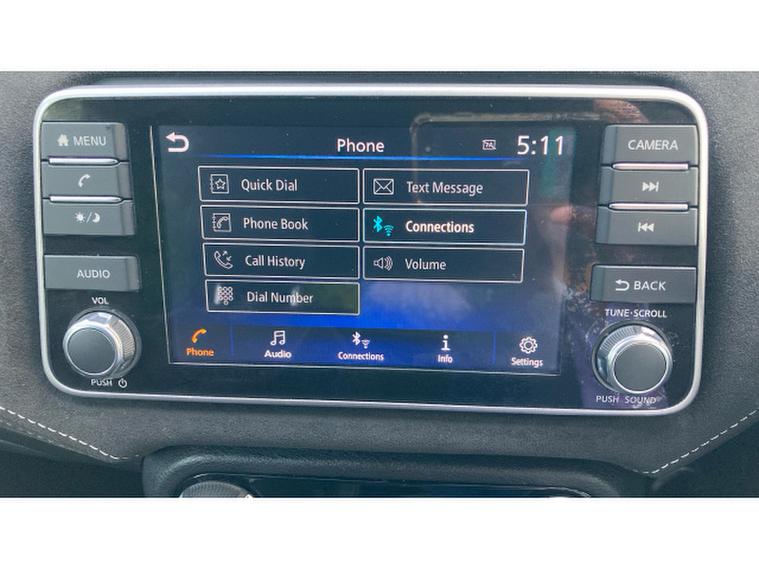 MENU
AUDIO
VOL
PUSH
Phone
5:11
Quick Dial
Text Message
Phone Book
Connections
Call History
Volume
Dial Number
Phone
Audio
Connections
Info
Settings
CAMERA
BACK
TUNE·SCROLL
PUSH SOUND